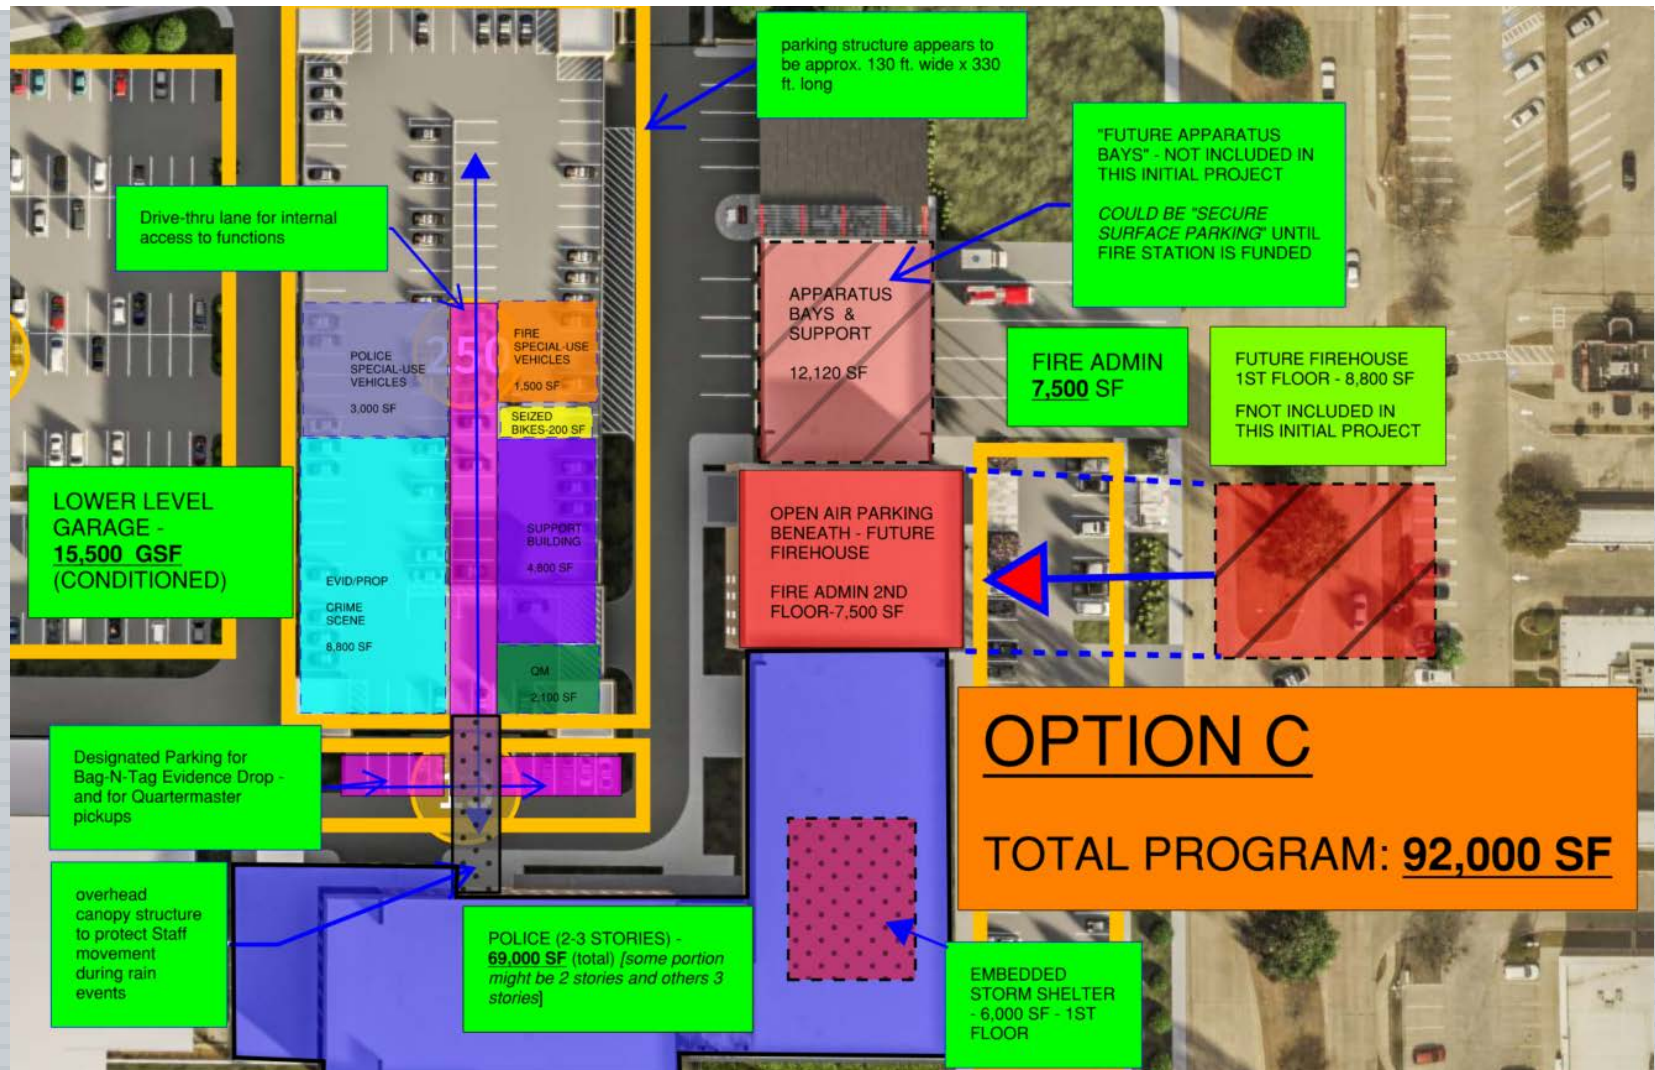 parking structure appears to
be approx. 130 ft. wide x 330
ft. long
"FUTURE APPARATUS
BAYS" - NOT INCLUDED IN
THIS INITIAL PROJECT
COULD BE "SECURE
SURFACE PARKING" UNTIL
FIRE STATION IS FUNDED
Drive-thru lane for internal
access to functions
APPARATUS
BAYS &
SUPPORT
12,120 SF
FIRE ADMIN
7,500 SF
FUTURE FIREHOUSE
1ST FLOOR - 8,800 SF
FNOT INCLUDED IN
THIS INITIAL PROJECT
250
POLICE
SPECIAL-USE
VEHICLES
3,000 SF
FIRE
SPECIAL-USE
VEHICLES
1,500 SF
SEIZED
BIKES-200 SF
LOWER LEVEL
GARAGE -
15,500 GSF
(CONDITIONED)
SUPPORT
BUILDING
4,800 SF
EVID/PROP
CRIME
SCENE
8,800 SF
QM
2,100 SF
OPEN AIR PARKING
BENEATH - FUTURE
FIREHOUSE
FIRE ADMIN 2ND
FLOOR-7,500 SF
OPTION C
TOTAL PROGRAM: 92,000 SF
Designated Parking for
Bag-N-Tag Evidence Drop -
and for Quartermaster
pickups
overhead
canopy structure
to protect Staff
movement
during rain
events
POLICE (2-3 STORIES) -
69,000 SF (total) [some portion
might be 2 stories and others 3
stories]
EMBEDDED
STORM SHELTER
- 6,000 SF - 1ST
FLOOR